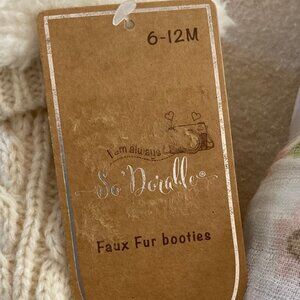 6-12M
I am always
So'Dorable®
Faux Fur booties